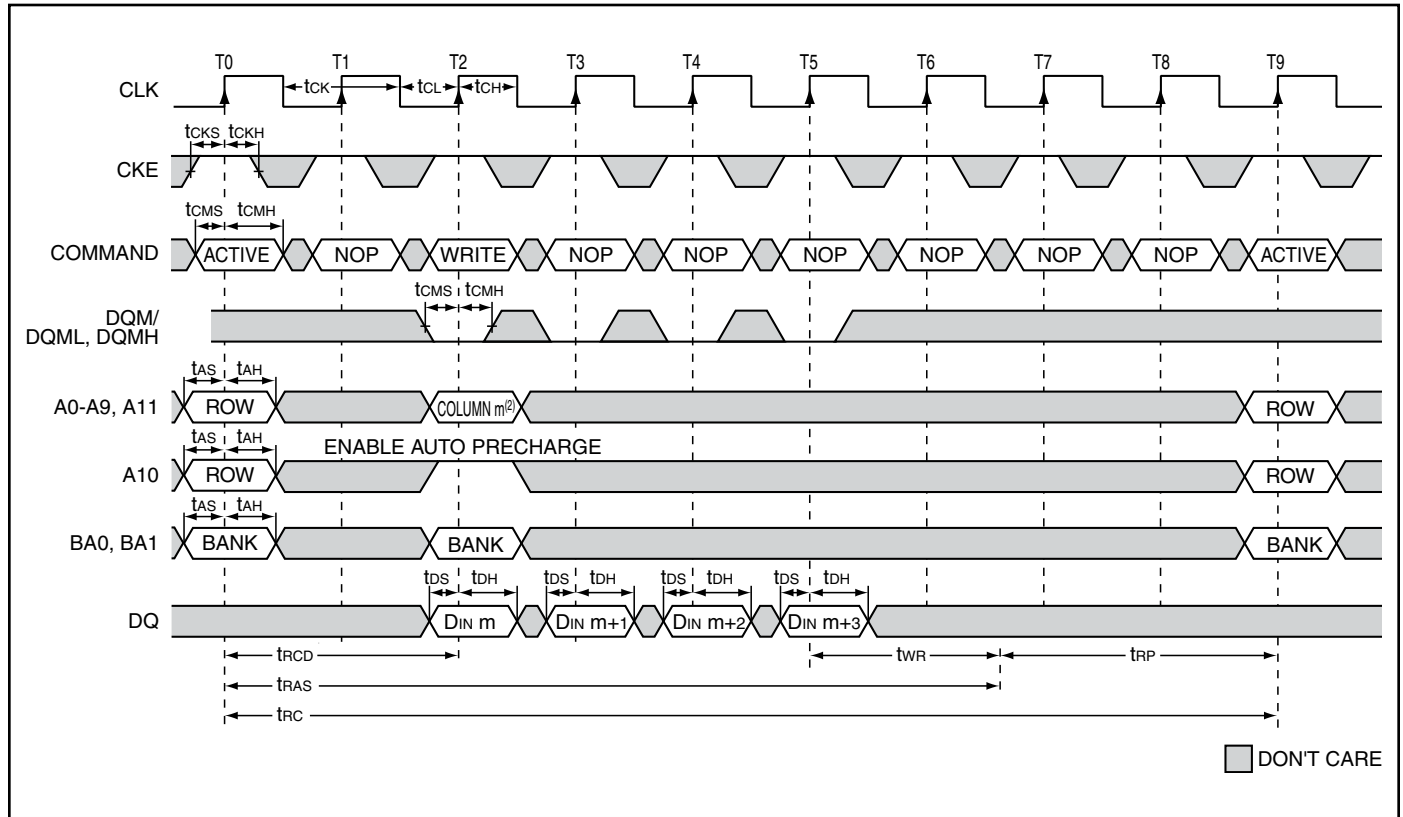 T0 T1 T2 T3 T4 T5 T6 T7 T8 T9
CLK tCK tCL tCH
tCKS tCKH
CKE
tCMS tCMH
COMMAND ACTIVE NOP WRITE NOP NOP NOP NOP NOP NOP ACTIVE
tCMS tCMH
DQM/
DQML, DQMH
tAS tAH
A0-A9, A11 ROW COLUMN m(2) ROW
tAS tAH ENABLE AUTO PRECHARGE
A10 ROW ROW
tAS tAH
BA0, BA1 BANK BANK BANK
tDS tDH tDS tDH tDS tDH tDS tDH
DQ DIN m DIN m+1 DIN m+2 DIN m+3
tRCD tWR tRP
tRAS
tRC
DON'T CARE